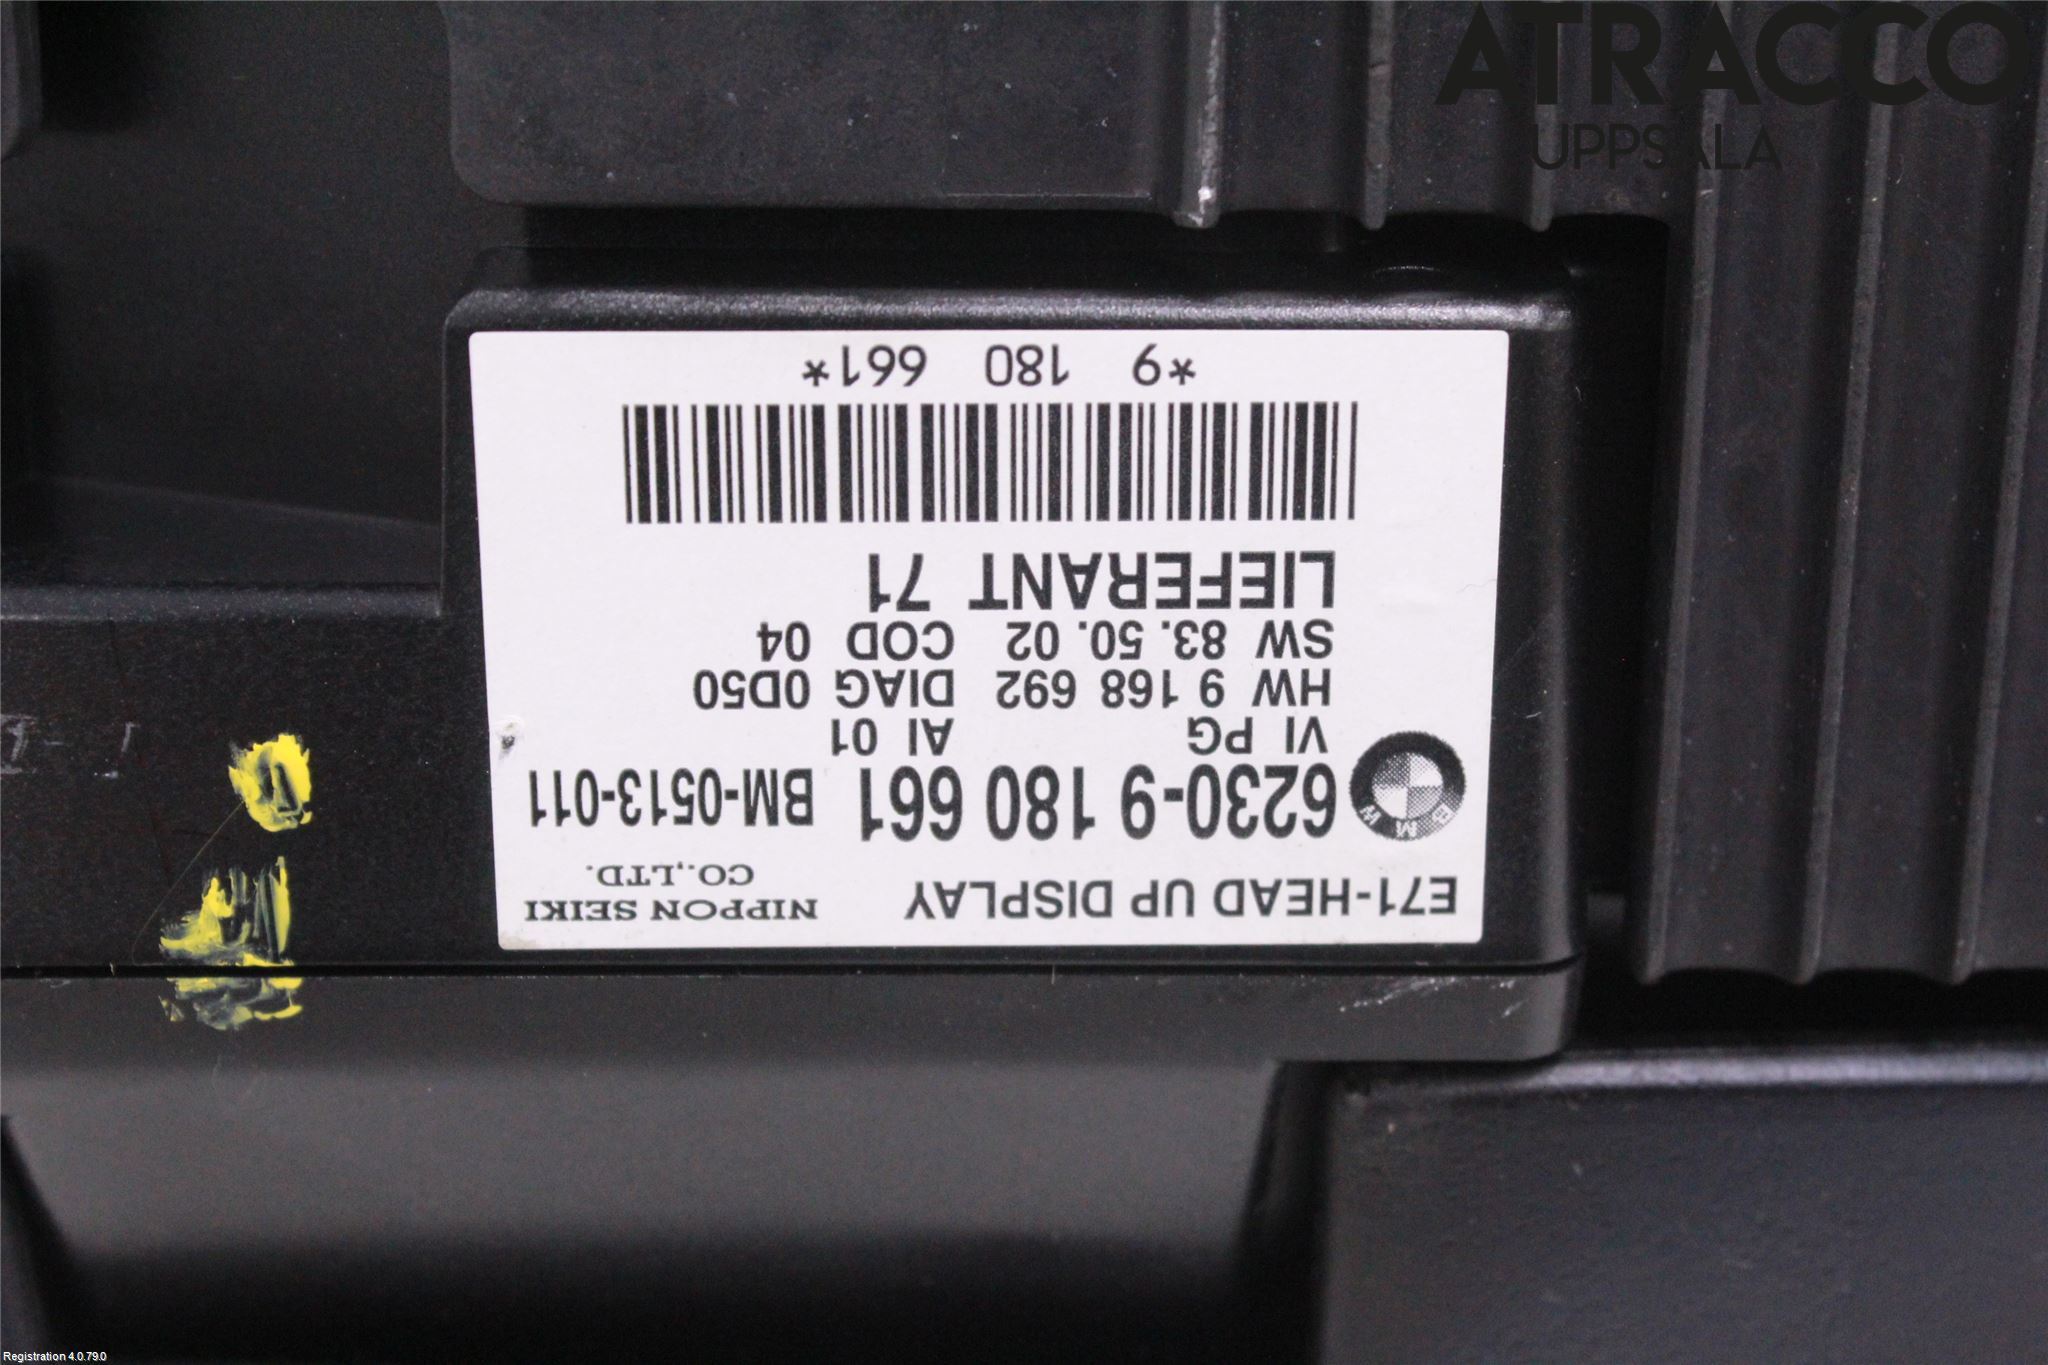 ATRACCO
UPPSALA
E71-HEAD UP DISPLAY NIPPON SEIKI CO.,LTD.
BMW
6230-9 180 661 BM-0513-011
VI PG AI 01
HW 9 168 692 DIAG 0D50
SW 83.50.02 COD 04
LIEFERANT 71
*9 180 661*
Registration 4.0.79.0